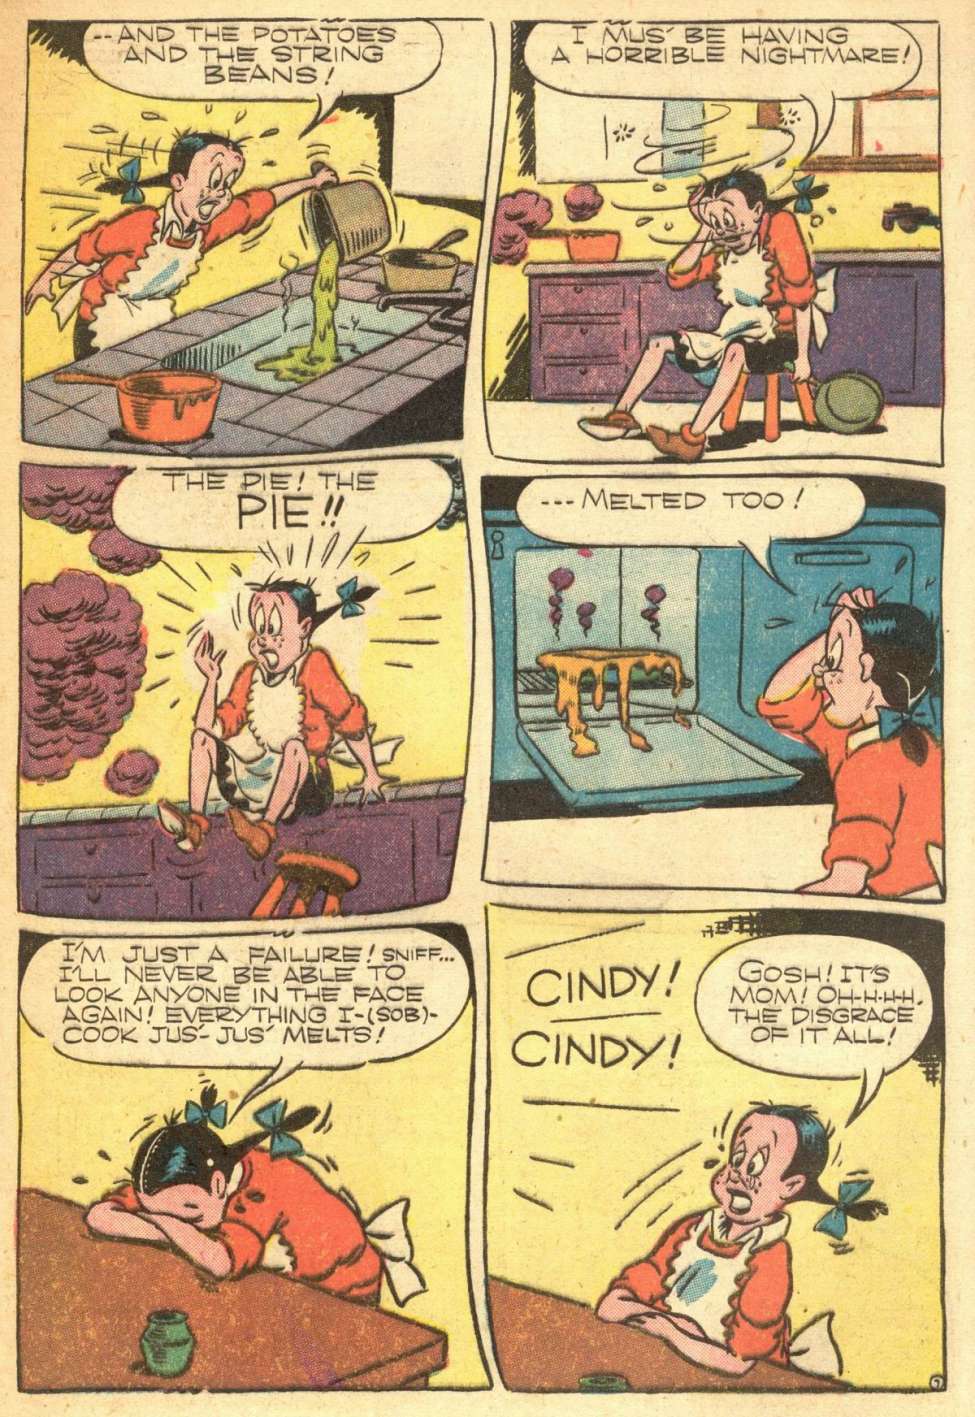 --AND THE POTATOES
AND THE STRING
BEANS!
I MUS' BE HAVING
A HORRIBLE NIGHTMARE!
THE PIE! THE
PIE!!
---MELTED TOO!
I'M JUST A FAILURE! SNIFF...
I'LL NEVER BE ABLE TO
LOOK ANYONE IN THE FACE
AGAIN! EVERYTHING I-(SOB)-
COOK JUS'-JUS' MELTS!
CINDY!
CINDY!
GOSH! IT'S
MOM! OH-H-H-H,
THE DISGRACE
OF IT ALL!
7